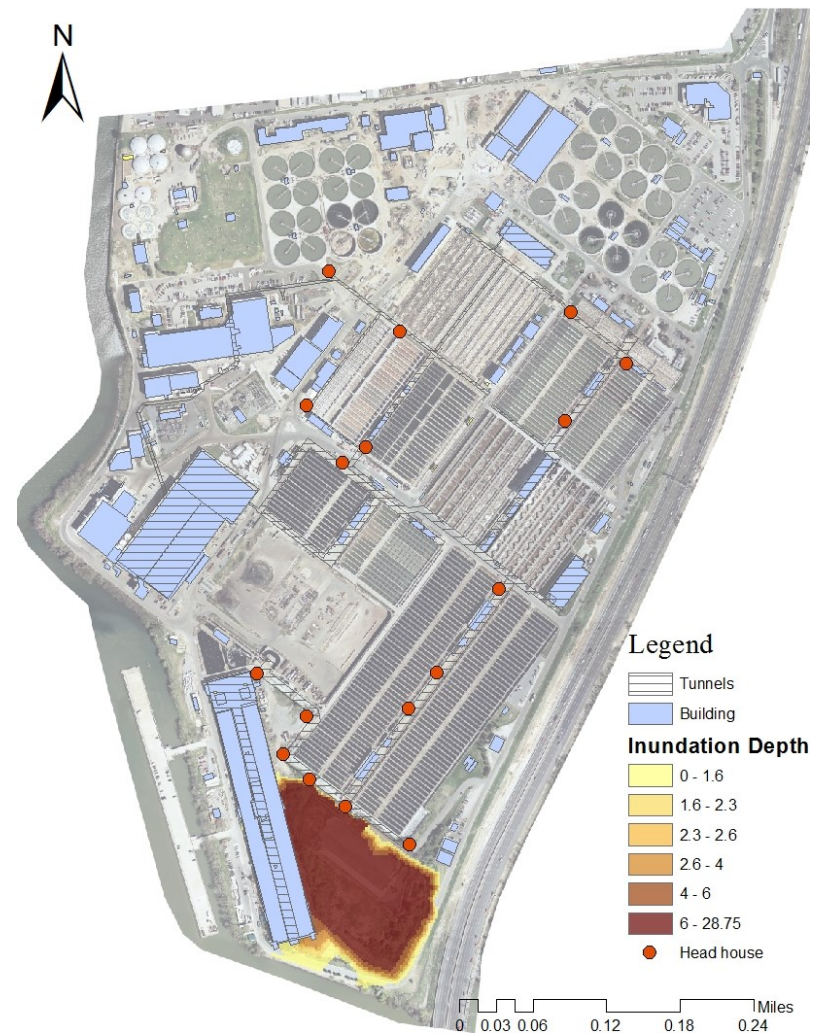 N
Legend
Tunnels
Building
Inundation Depth
0 - 1.6
1.6 - 2.3
2.3 - 2.6
2.6 - 4
4 - 6
6 - 28.75
Head house
Miles
0 0.03 0.06 0.12 0.18 0.24